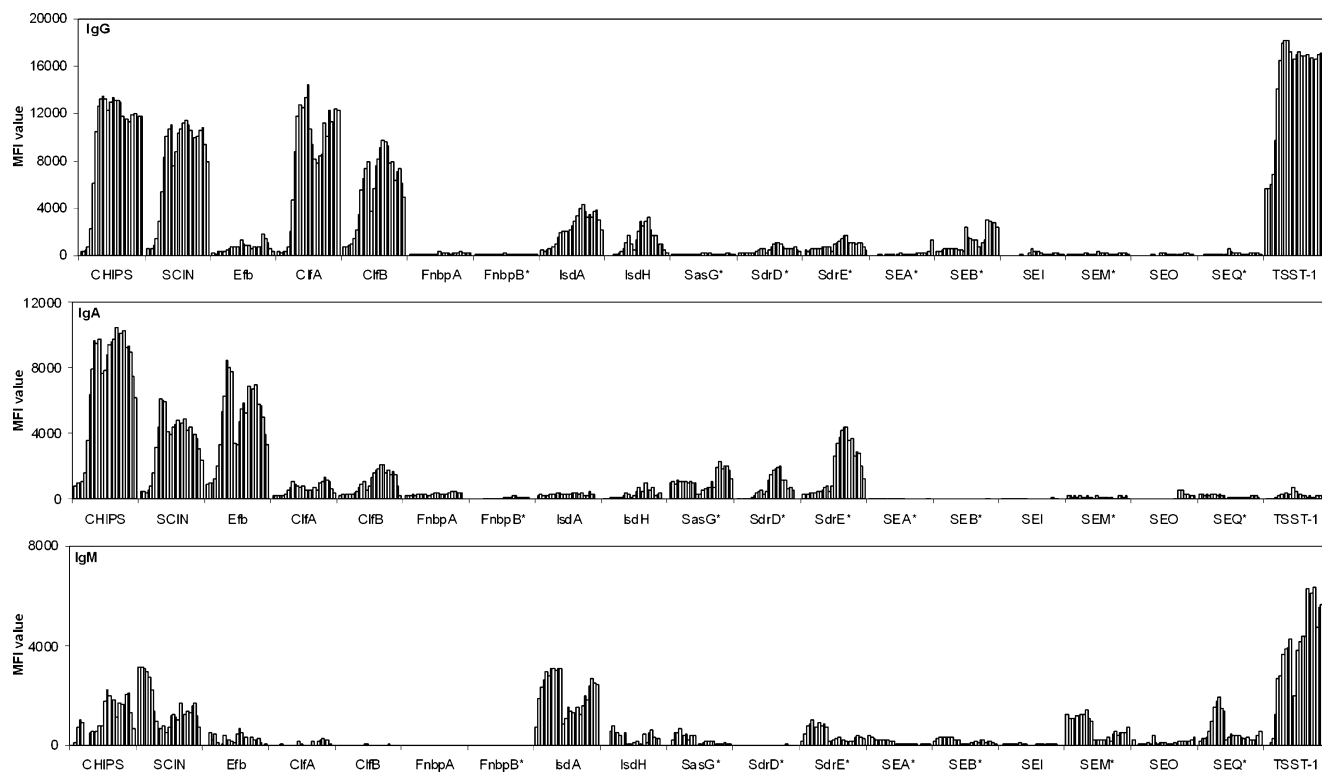 20000
IgG
16000
12000
8000
4000
0
MFI value
CHIPS SCIN Efb ClfA ClfB FnbpA FnbpB* IsdA IsdH SasG* SdrD* SdrE* SEA* SEB* SEI SEM* SEO SEQ* TSST-1
12000
IgA
8000
4000
0
MFI value
CHIPS SCIN Efb ClfA ClfB FnbpA FnbpB* IsdA IsdH SasG* SdrD* SdrE* SEA* SEB* SEI SEM* SEO SEQ* TSST-1
8000
IgM
4000
0
MFI value
CHIPS SCIN Efb ClfA ClfB FnbpA FnbpB* IsdA IsdH SasG* SdrD* SdrE* SEA* SEB* SEI SEM* SEO SEQ* TSST-1